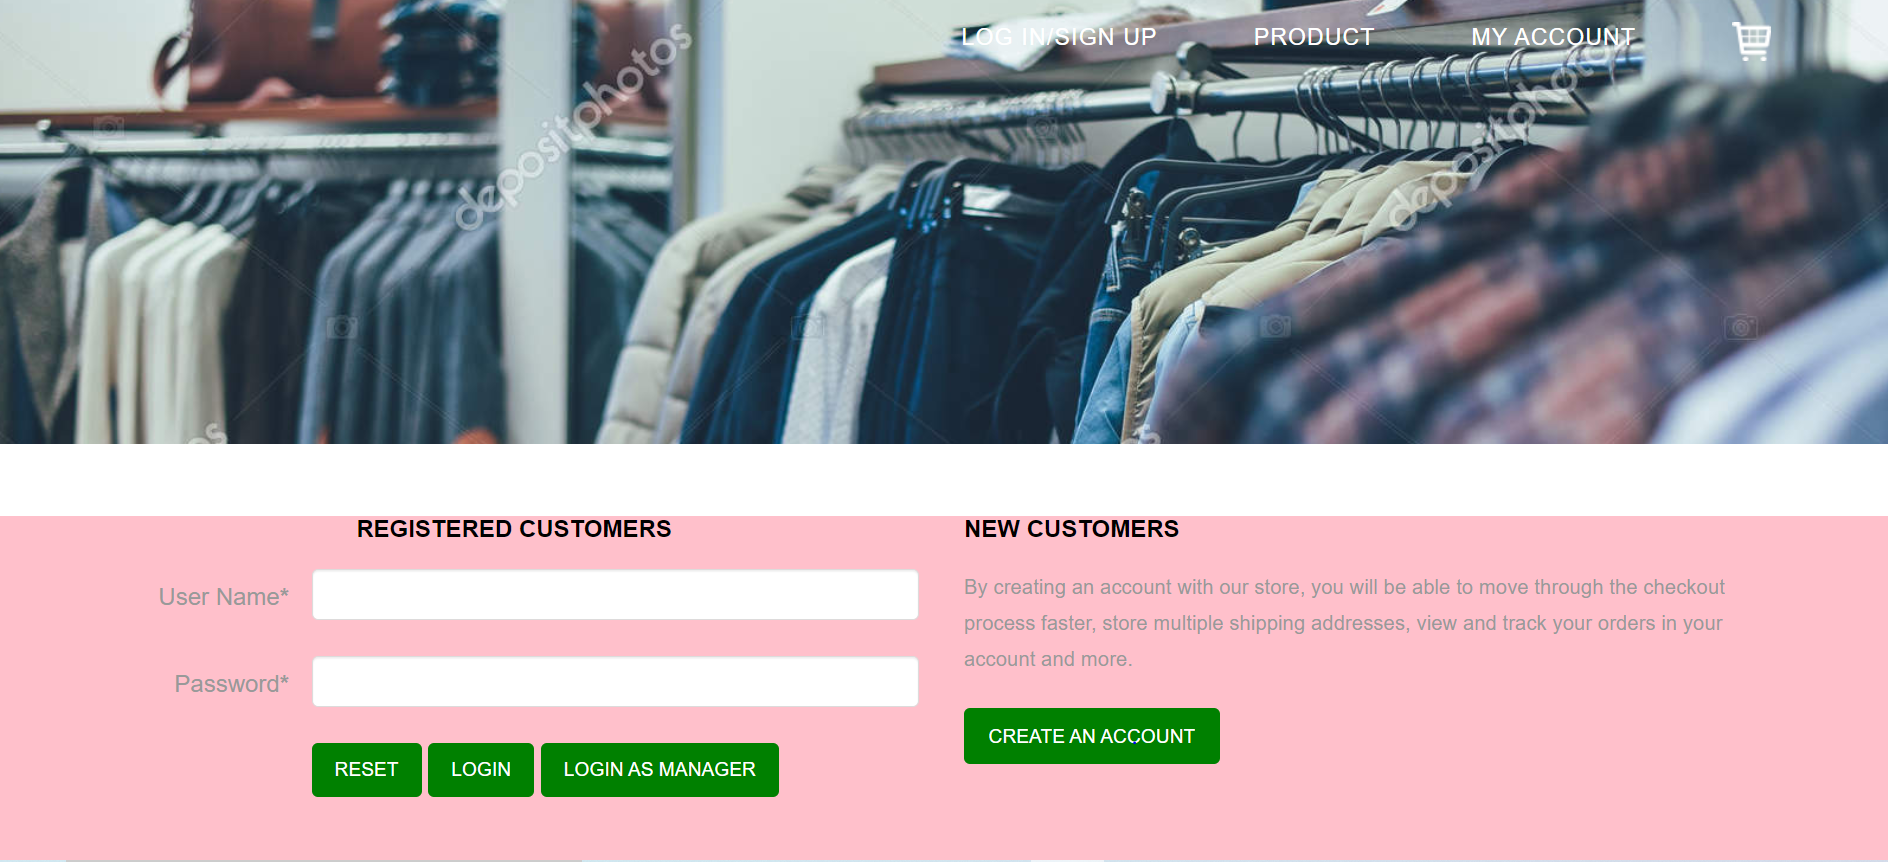 LOG IN/SIGN UP PRODUCT MY ACCOUNT
depositphotos
depositphotos
REGISTERED CUSTOMERS
User Name*
Password*
RESET LOGIN LOGIN AS MANAGER
NEW CUSTOMERS
By creating an account with our store, you will be able to move through the checkout
process faster, store multiple shipping addresses, view and track your orders in your
account and more.
CREATE AN ACCOUNT